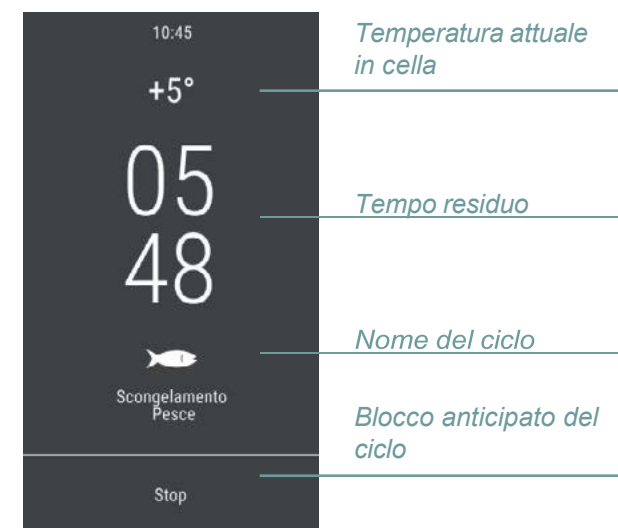 10:45
+5°
05
48
Scongelamento
Pesce
Stop
Temperatura attuale
in cella
Tempo residuo
Nome del ciclo
Blocco anticipato del
ciclo